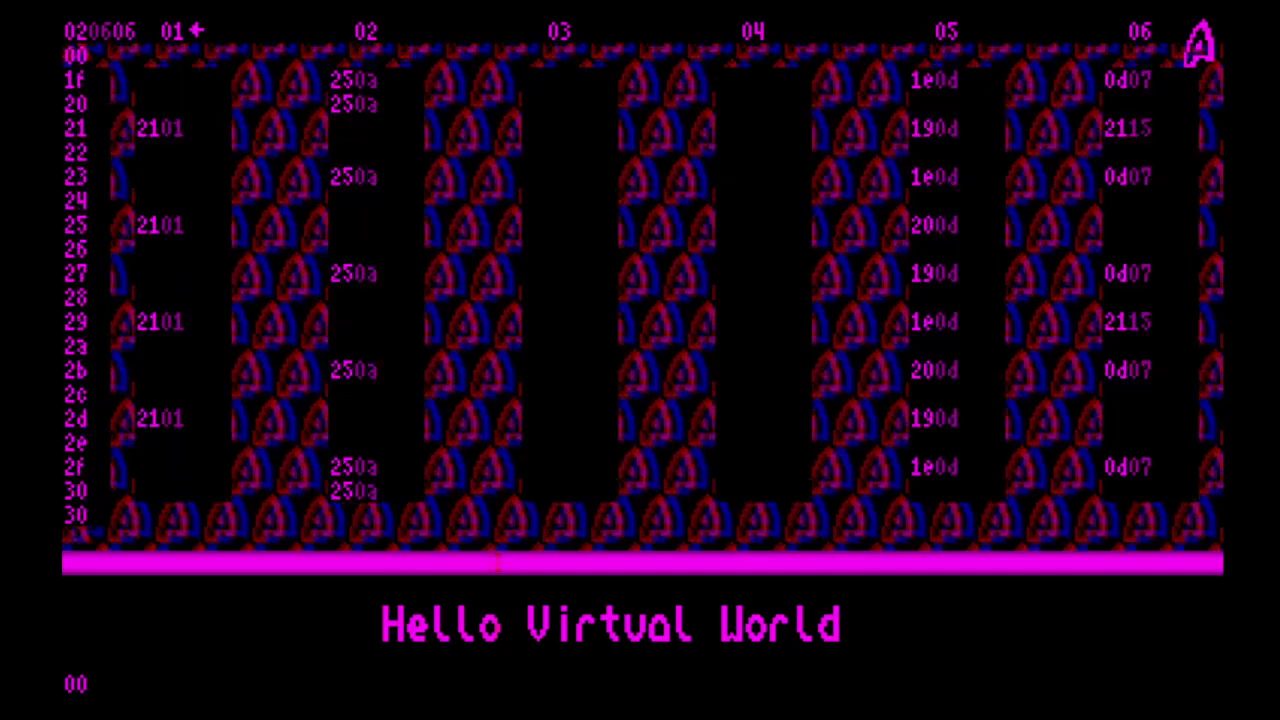 020606 01 ← 02 03 04 05 06 A
00
1f 250a 1e0d 0d07
20 250a
21 2101 190d 2115
22
23 250a 1e0d 0d07
24
25 2101 200d
26
27 250a 190d 0d07
28
29 2101 1e0d 2115
2a
2b 250a 200d 0d07
2c
2d 2101 190d
2e
2f 250a 1e0d 0d07
30 250a
30
Hello Virtual World
00